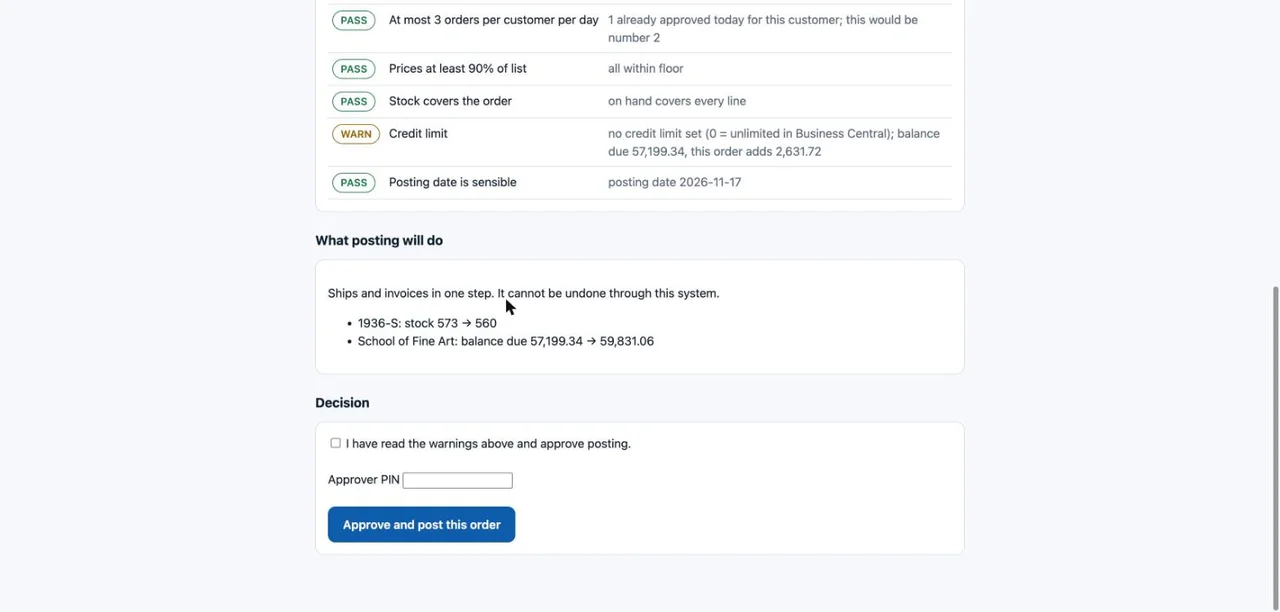 PASS At most 3 orders per customer per day 1 already approved today for this customer; this would be
number 2
PASS Prices at least 90% of list all within floor
PASS Stock covers the order on hand covers every line
WARN Credit limit no credit limit set (0 = unlimited in Business Central); balance
due 57,199.34, this order adds 2,631.72
PASS Posting date is sensible posting date 2026-11-17
What posting will do
Ships and invoices in one step. It cannot be undone through this system.
• 1936-S: stock 573 → 560
• School of Fine Art: balance due 57,199.34 → 59,831.06
Decision
I have read the warnings above and approve posting.
Approver PIN
Approve and post this order